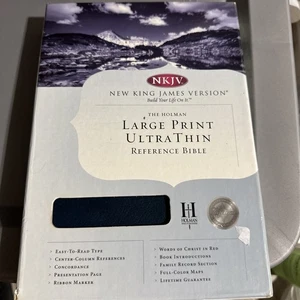 NKJV
NEW KING JAMES VERSION®
Build Your Life On It™
THE HOLMAN
LARGE PRINT
ULTRATHIN
REFERENCE BIBLE
H
HOLMAN
• EASY-TO-READ TYPE
• CENTER-COLUMN REFERENCES
• CONCORDANCE
• PRESENTATION PAGE
• RIBBON MARKER
• WORDS OF CHRIST IN RED
• BOOK INTRODUCTIONS
• FAMILY RECORD SECTION
• FULL-COLOR MAPS
• LIFETIME GUARANTEE